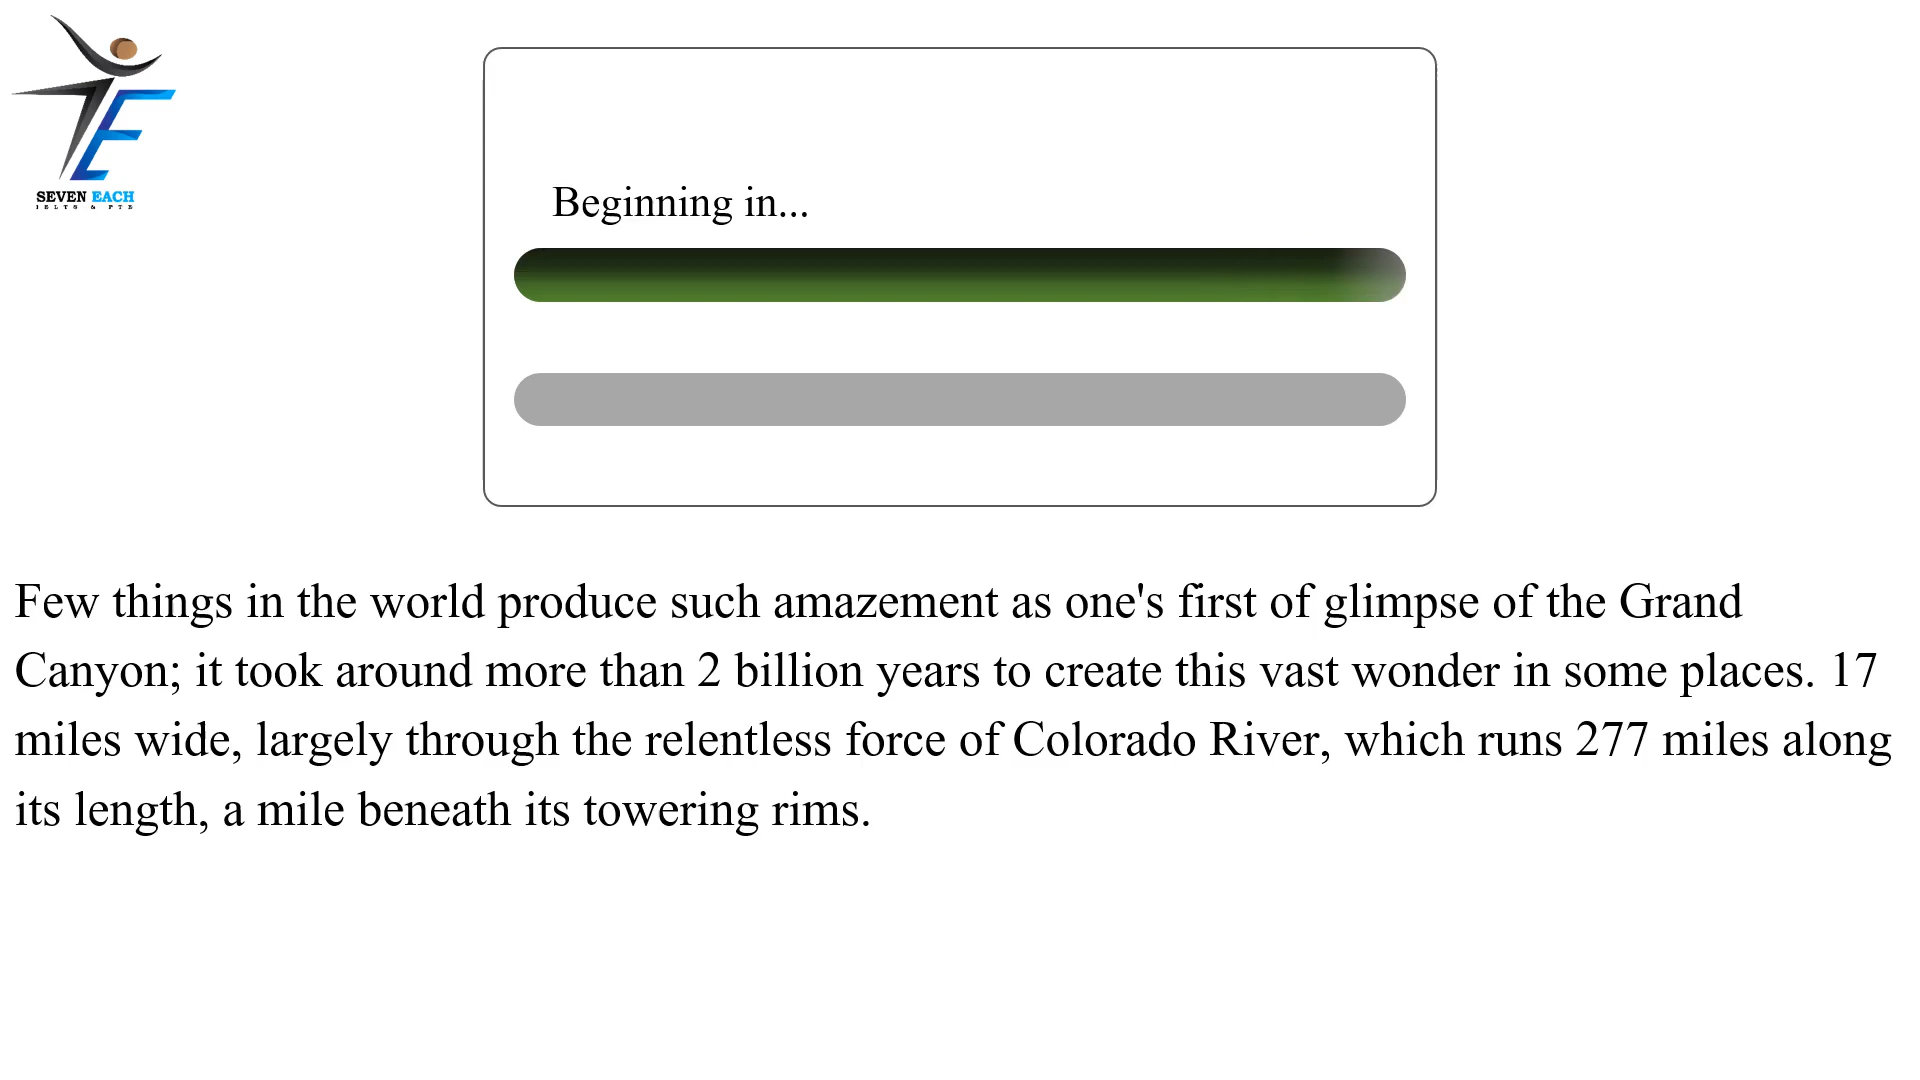 SEVEN EACH
IELTS & PTE
Beginning in...
Few things in the world produce such amazement as one's first of glimpse of the Grand
Canyon; it took around more than 2 billion years to create this vast wonder in some places. 17
miles wide, largely through the relentless force of Colorado River, which runs 277 miles along
its length, a mile beneath its towering rims.